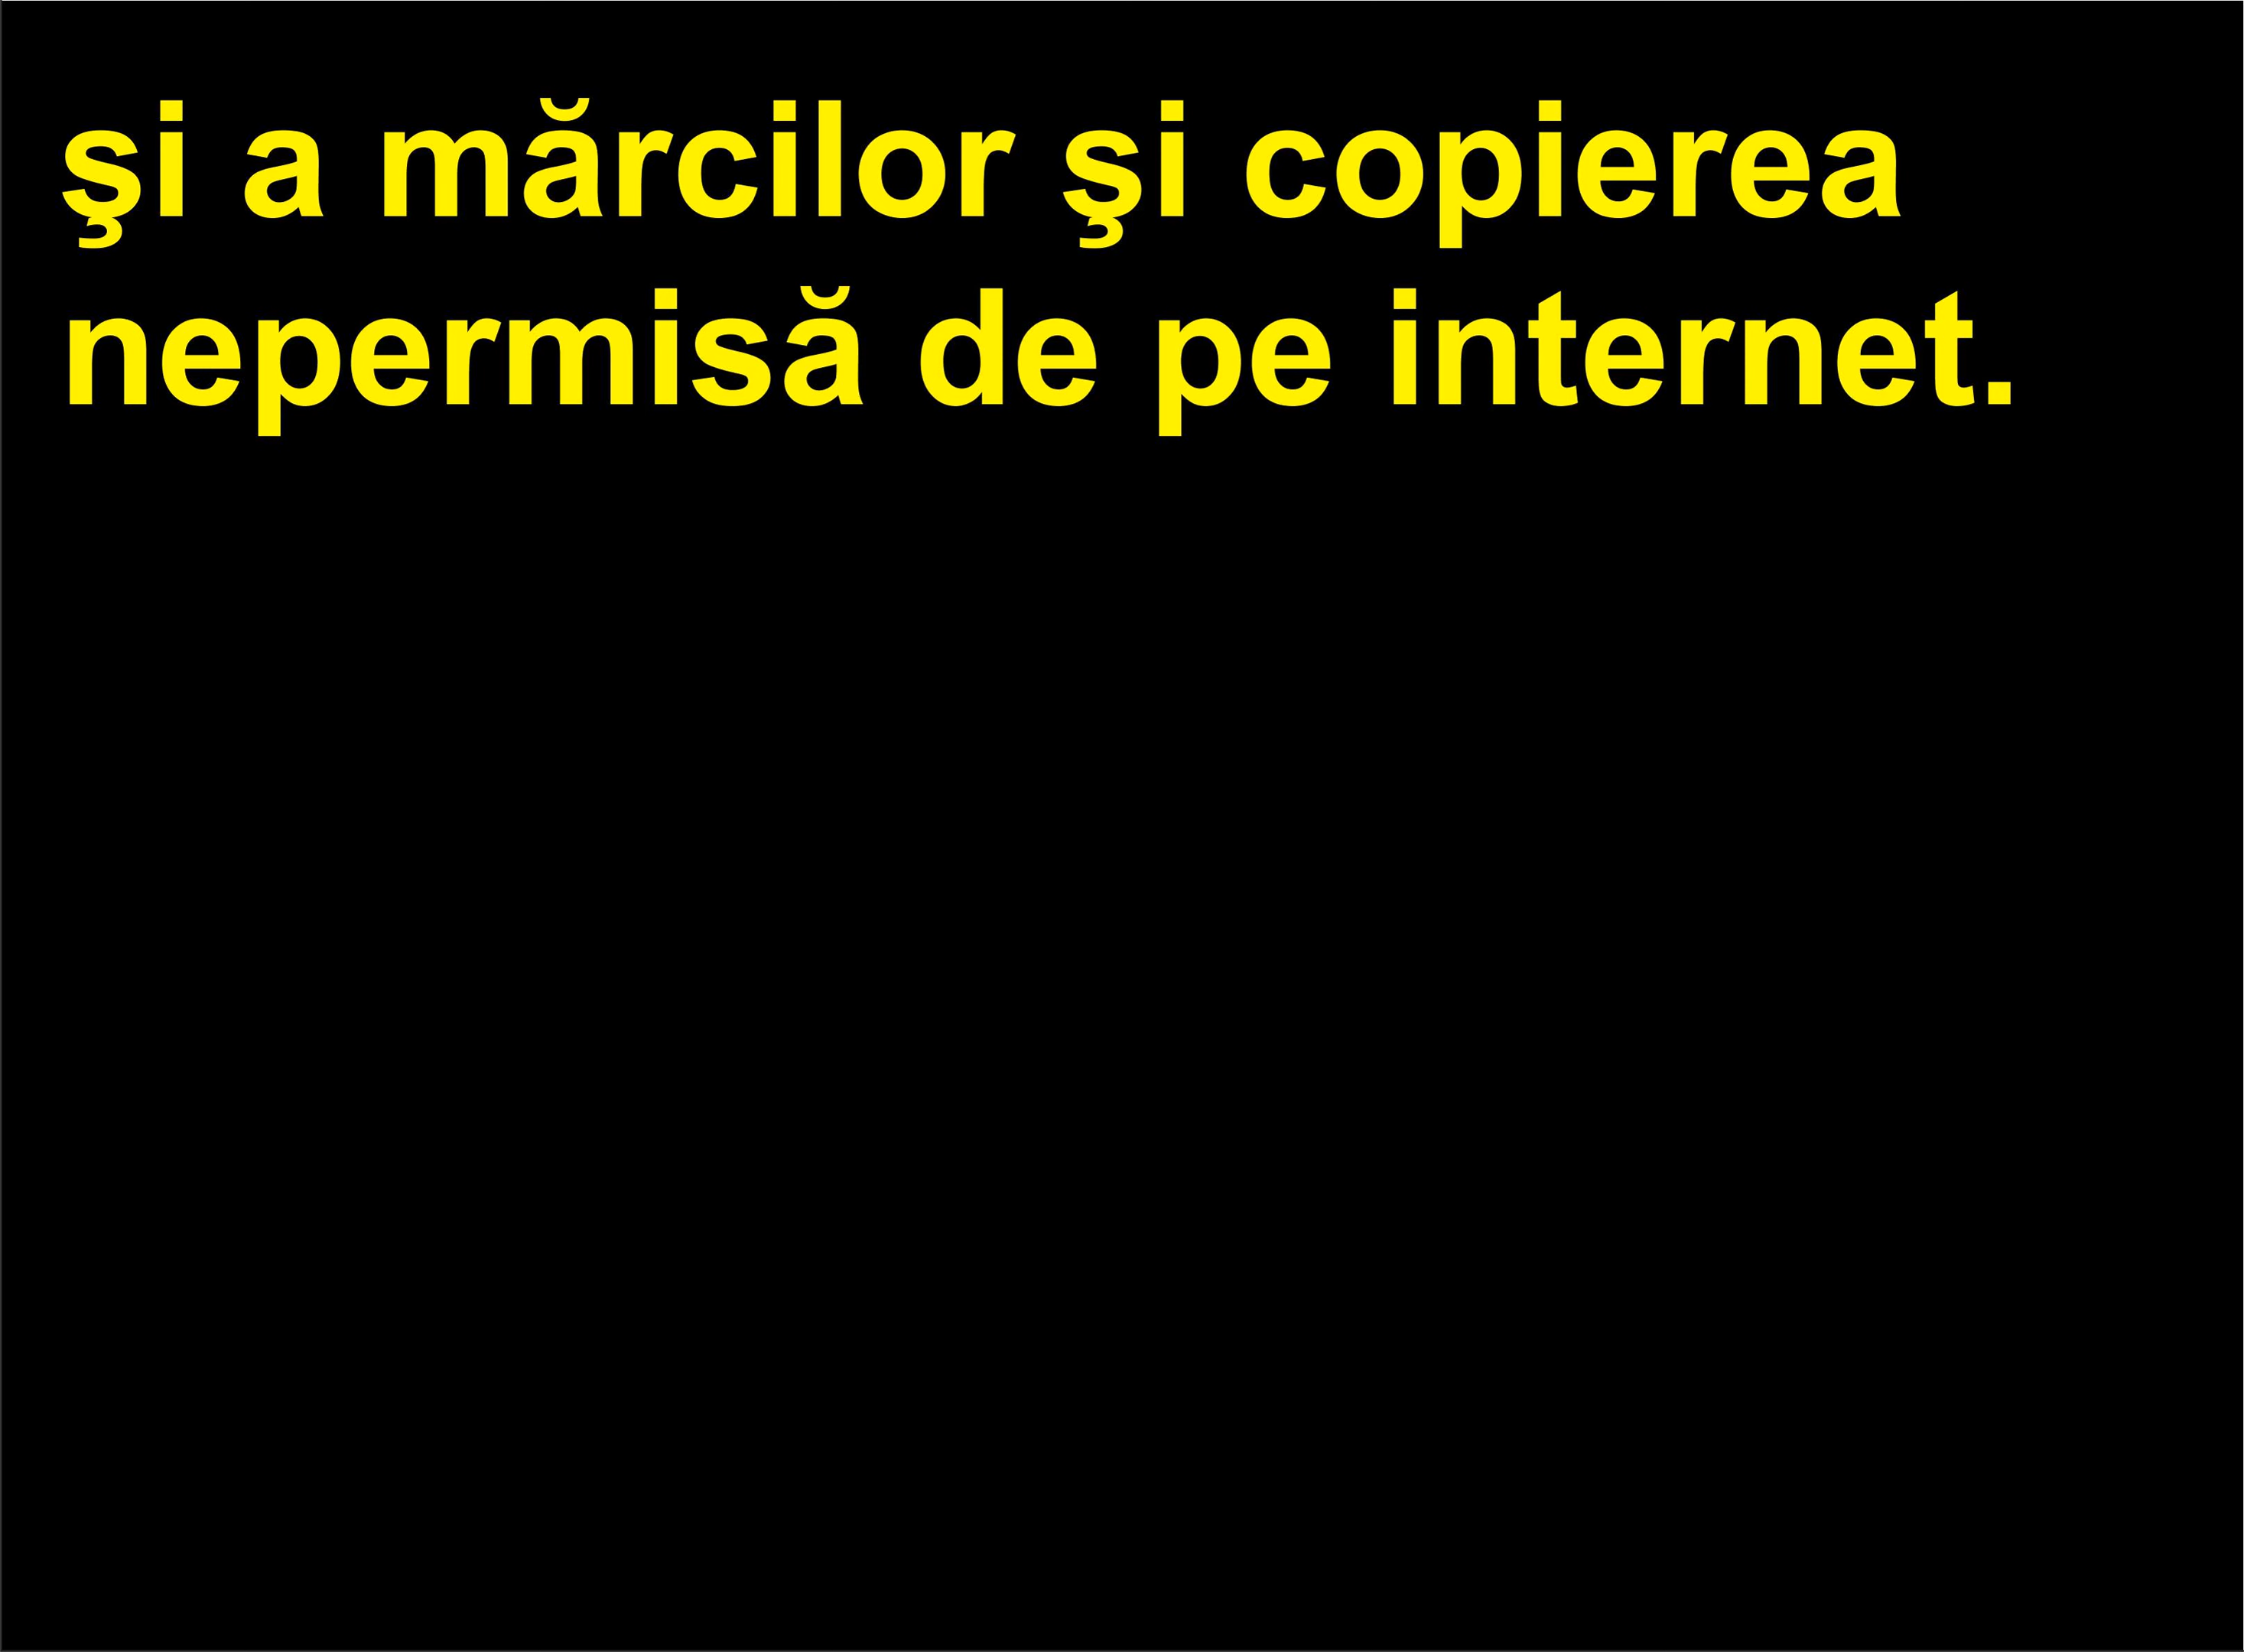 şi a mărcilor şi copierea
nepermisă de pe internet.